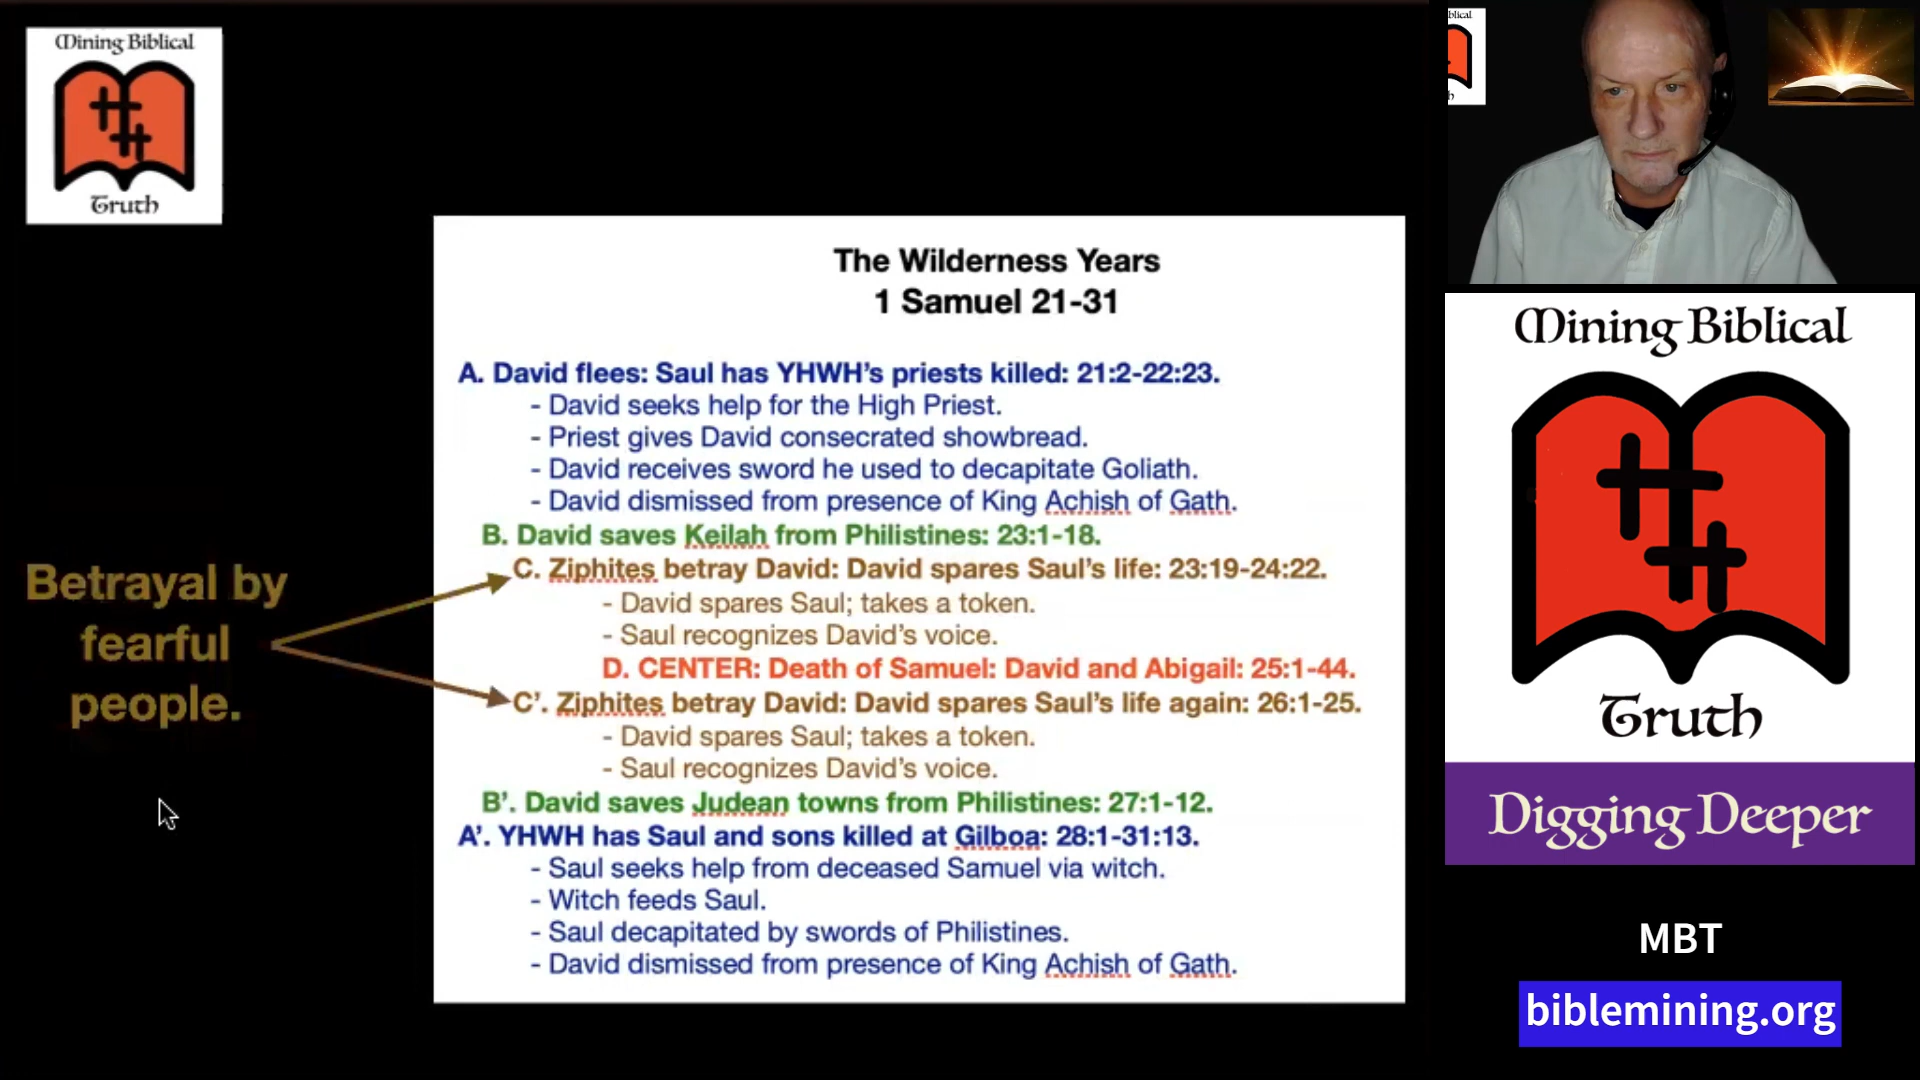 Mining Biblical
Truth
The Wilderness Years
1 Samuel 21-31
A. David flees: Saul has YHWH’s priests killed: 21:2-22:23.
- David seeks help for the High Priest.
- Priest gives David consecrated showbread.
- David receives sword he used to decapitate Goliath.
- David dismissed from presence of King Achish of Gath.
B. David saves Keilah from Philistines: 23:1-18.
C. Ziphites betray David: David spares Saul’s life: 23:19-24:22.
- David spares Saul; takes a token.
- Saul recognizes David’s voice.
D. CENTER: Death of Samuel: David and Abigail: 25:1-44.
C’. Ziphites betray David: David spares Saul’s life again: 26:1-25.
- David spares Saul; takes a token.
- Saul recognizes David’s voice.
B’. David saves Judean towns from Philistines: 27:1-12.
A’. YHWH has Saul and sons killed at Gilboa: 28:1-31:13.
- Saul seeks help from deceased Samuel via witch.
- Witch feeds Saul.
- Saul decapitated by swords of Philistines.
- David dismissed from presence of King Achish of Gath.
Betrayal by
fearful
people.
blical
h
Mining Biblical
Truth
Digging Deeper
MBT
biblemining.org